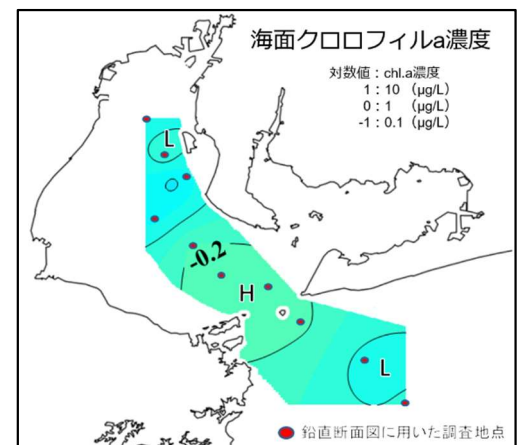 海面クロロフィルa濃度
対数値：chl.a濃度
1：10 （μg/L）
0：1 （μg/L）
-1：0.1 （μg/L）
L
-0.2
H
L
鉛直断面図に用いた調査地点